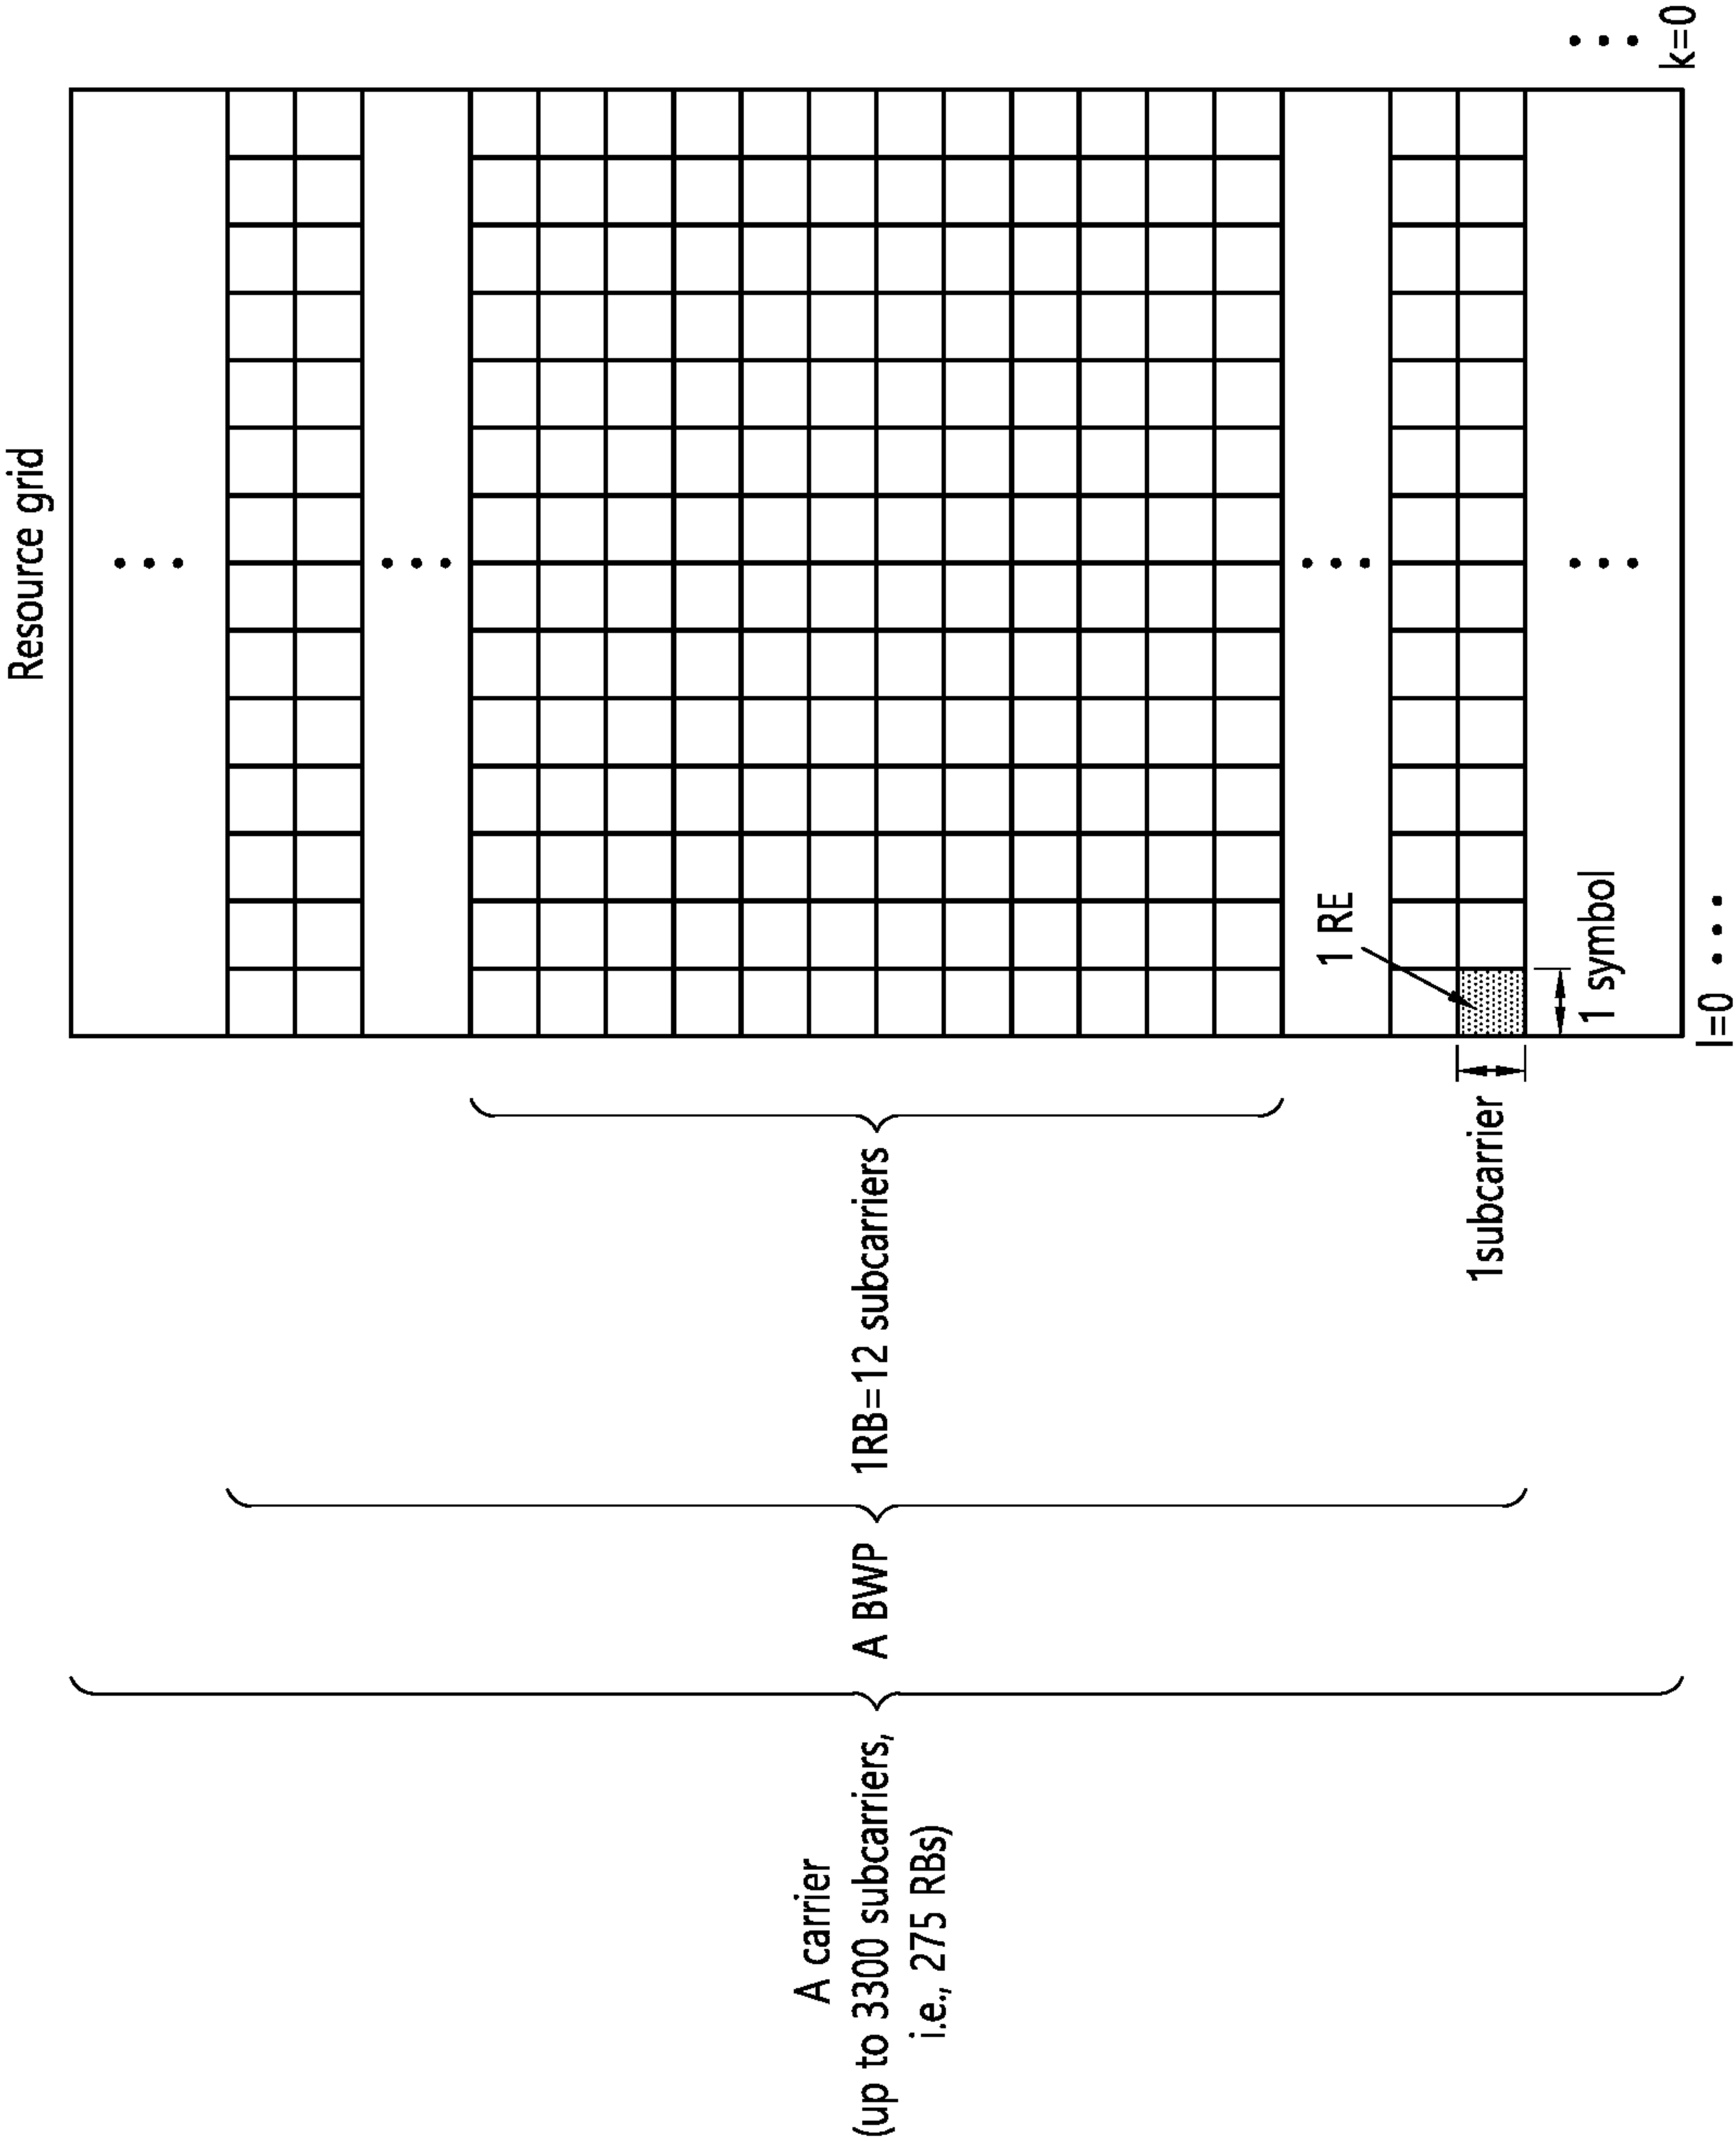 Resource grid
A carrier
(up to 3300 subcarriers,
i.e., 275 RBs)
A BWP
1RB=12 subcarriers
1 RE
1subcarrier
1 symbol
k=0
l=0